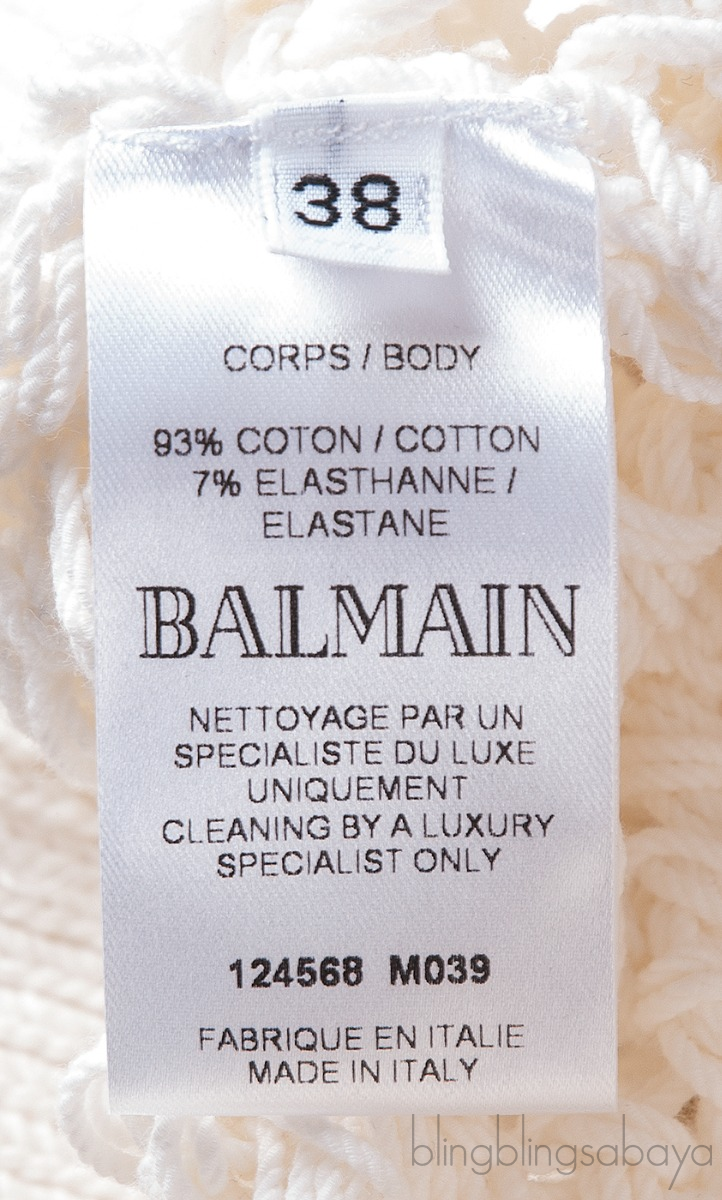 38
CORPS / BODY
93% COTON / COTTON
7% ELASTHANNE /
ELASTANE
BALMAIN
NETTOYAGE PAR UN
SPECIALISTE DU LUXE
UNIQUEMENT
CLEANING BY A LUXURY
SPECIALIST ONLY
124568 M039
FABRIQUE EN ITALIE
MADE IN ITALY
blingblingsabaya